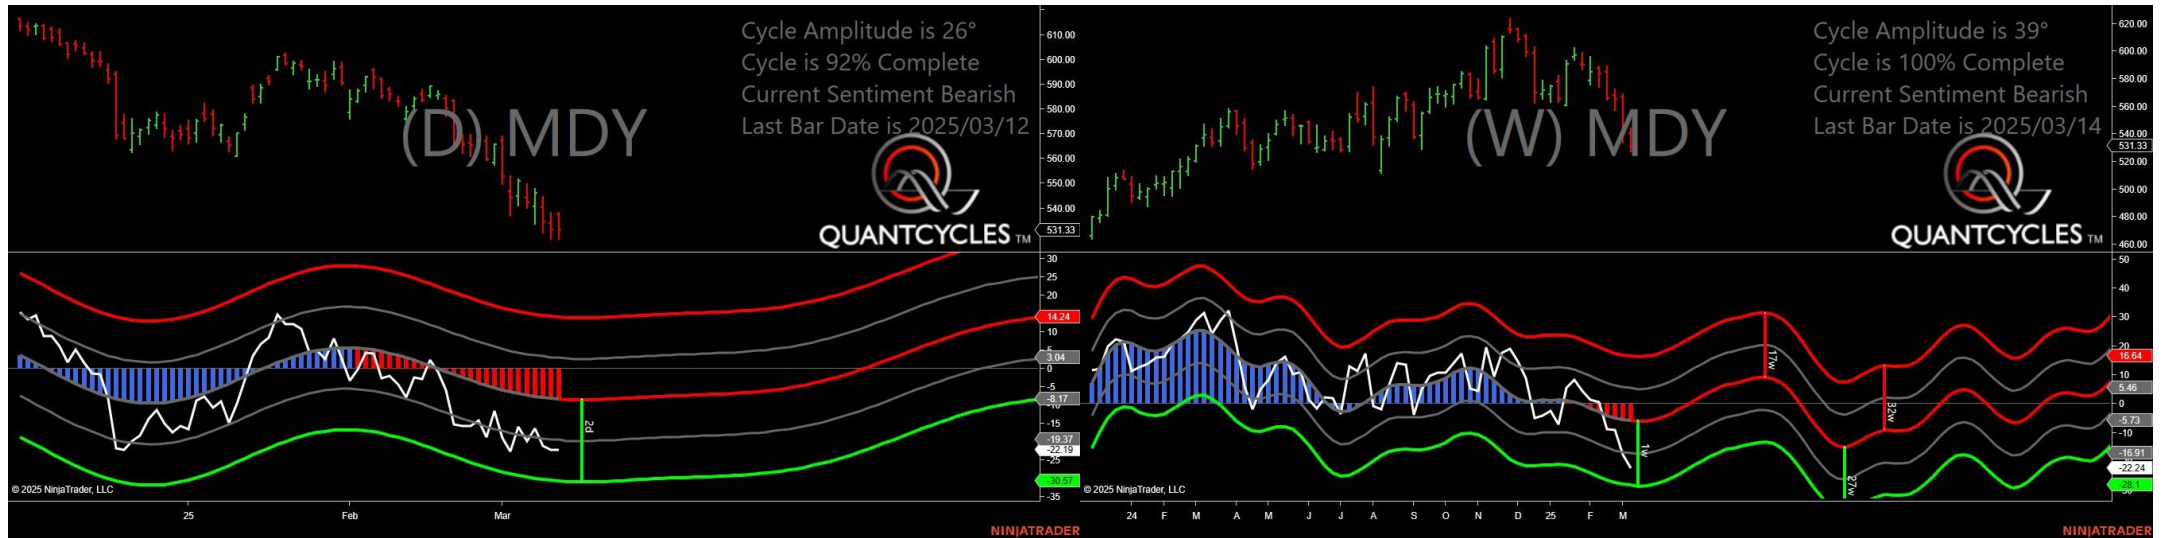 Cycle Amplitude is 26°
Cycle is 92% Complete
Current Sentiment Bearish
Last Bar Date is 2025/03/12
(D) MDY
QUANTCYCLES TM
610.00
600.00
590.00
580.00
570.00
560.00
550.00
540.00
531.33
30
25
20
14.24
10
5
3.04
0
-5
-8.17
-15
-19.37
-22.19
-25
-30.57
-35
2d
© 2025 NinjaTrader, LLC
25 Feb Mar
NINJATRADER
Cycle Amplitude is 39°
Cycle is 100% Complete
Current Sentiment Bearish
Last Bar Date is 2025/03/14
(W) MDY
QUANTCYCLES TM
620.00
600.00
580.00
560.00
540.00
531.33
520.00
500.00
480.00
460.00
50
40
30
20
16.64
10
5.46
0
-5.73
-10
-16.91
-22.24
-28.1
17w
32w
1w
27w
© 2025 NinjaTrader, LLC
24 F M A M J J A S O N D 25 F M
NINJATRADER